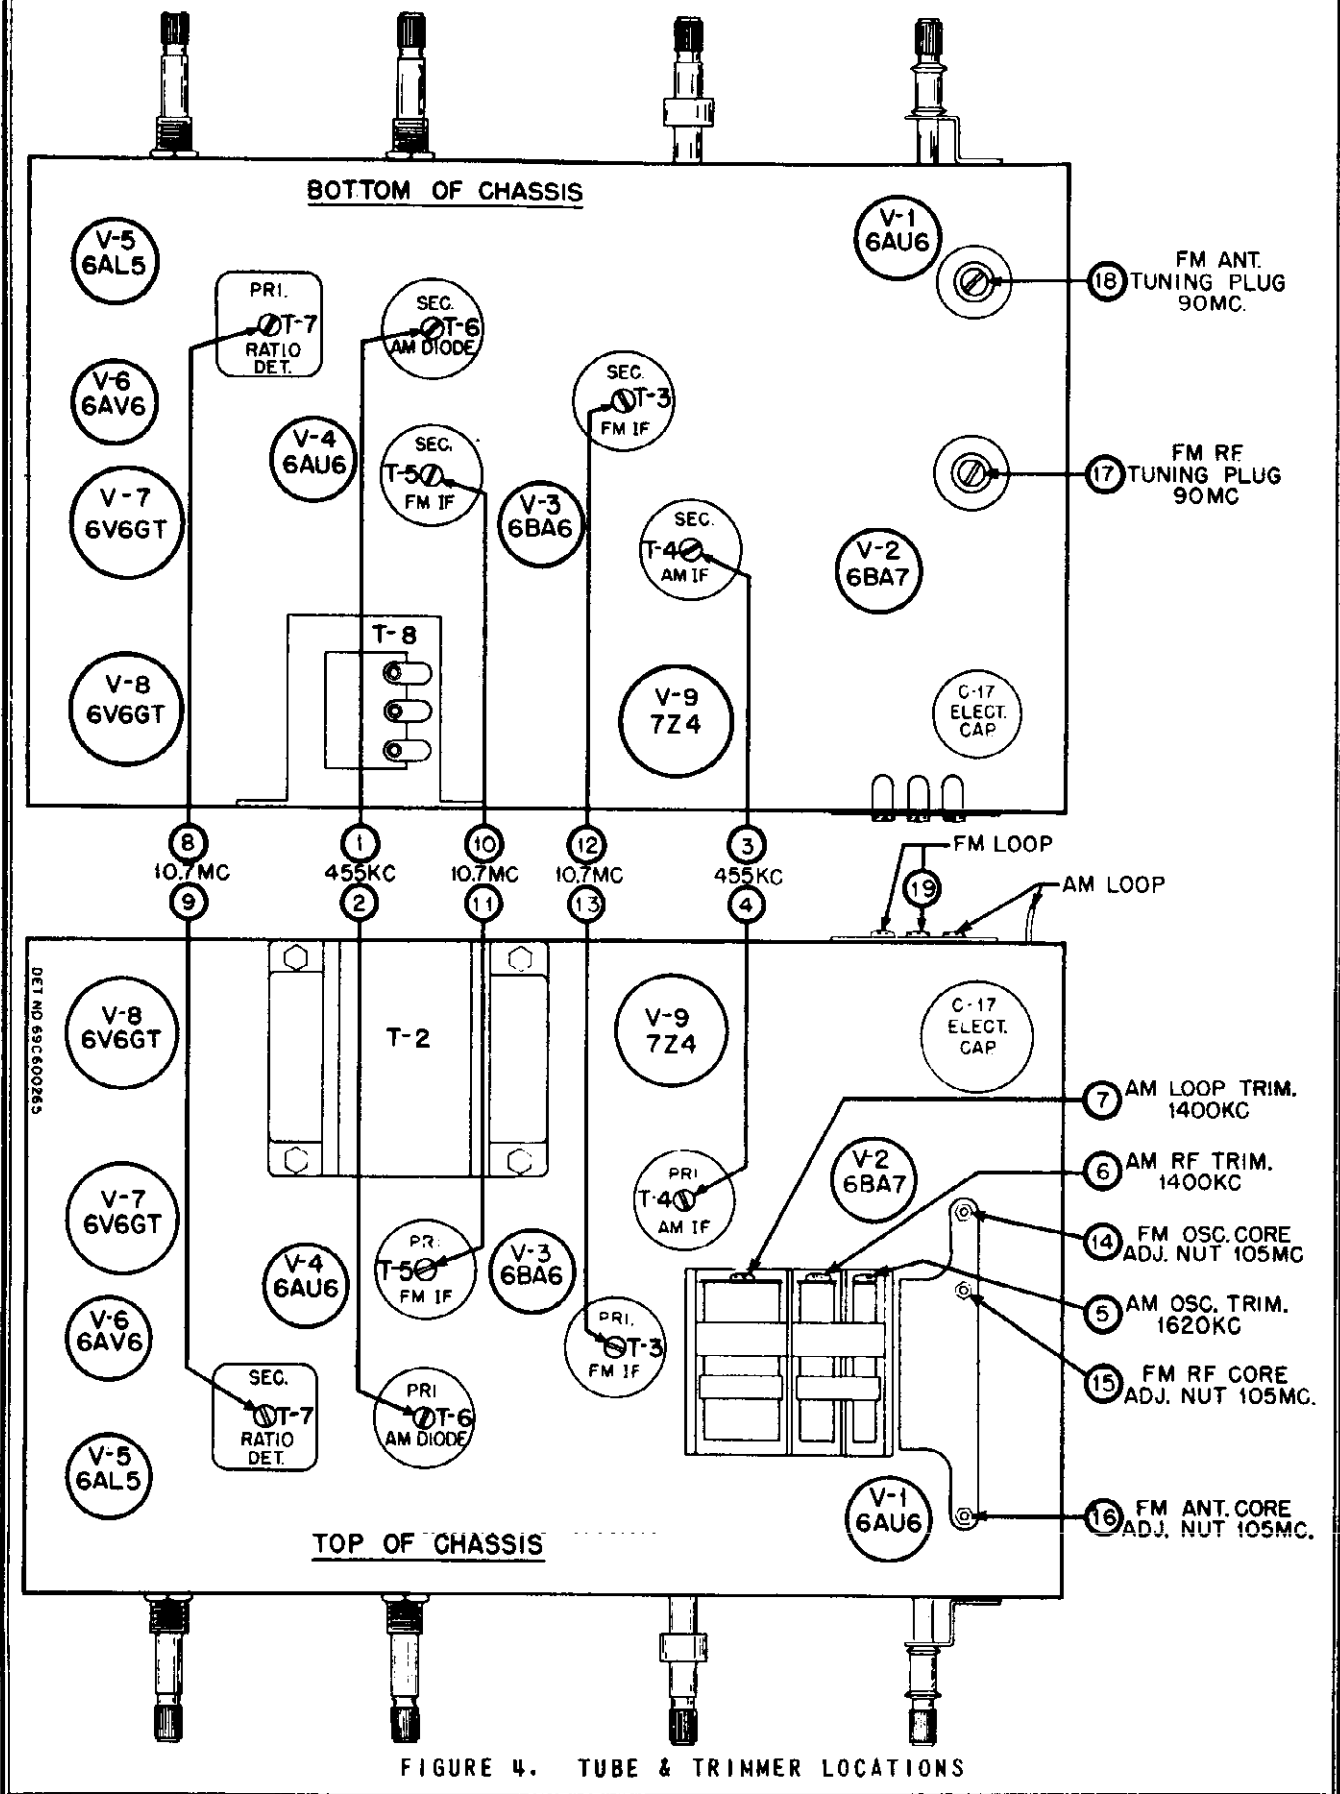 BOTTOM OF CHASSIS
V-1
6AU6
V-5
6AL5
FM ANT.
18 TUNING PLUG
90MC.
PRI.
T-7
RATIO
DET.
SEC.
T-6
AM DIODE
V-6
6AV6
SEC.
T-3
FM IF
V-4
6AU6
SEC.
T-5
FM IF
FM RF
17 TUNING PLUG
90MC
V-7
6V6GT
V-3
6BA6
SEC.
T-4
AM IF
V-2
6BA7
T-8
V-8
6V6GT
V-9
7Z4
C-17
ELECT.
CAP.
8 1 10 12 3
10.7MC 455KC 10.7MC 10.7MC 455KC
9 2 11 13 4
FM LOOP
19
AM LOOP
DET NO 69C600265
V-8
6V6GT
T-2
V-9
7Z4
C-17
ELECT.
CAP.
7 AM LOOP TRIM.
1400KC
V-2
6BA7
6 AM RF TRIM.
1400KC
V-7
6V6GT
PRI
T-4
AM IF
14 FM OSC. CORE
ADJ. NUT 105MC
V-4
6AU6
PRI.
T-5
FM IF
V-3
6BA6
5 AM OSC. TRIM.
1620KC
V-6
6AV6
PRI.
T-3
FM IF
15 FM RF CORE
ADJ. NUT 105MC.
SEC.
T-7
RATIO
DET.
PRI
T-6
AM DIODE
V-5
6AL5
V-1
6AU6
16 FM ANT. CORE
ADJ. NUT 105MC.
TOP OF CHASSIS
FIGURE 4. TUBE & TRIMMER LOCATIONS